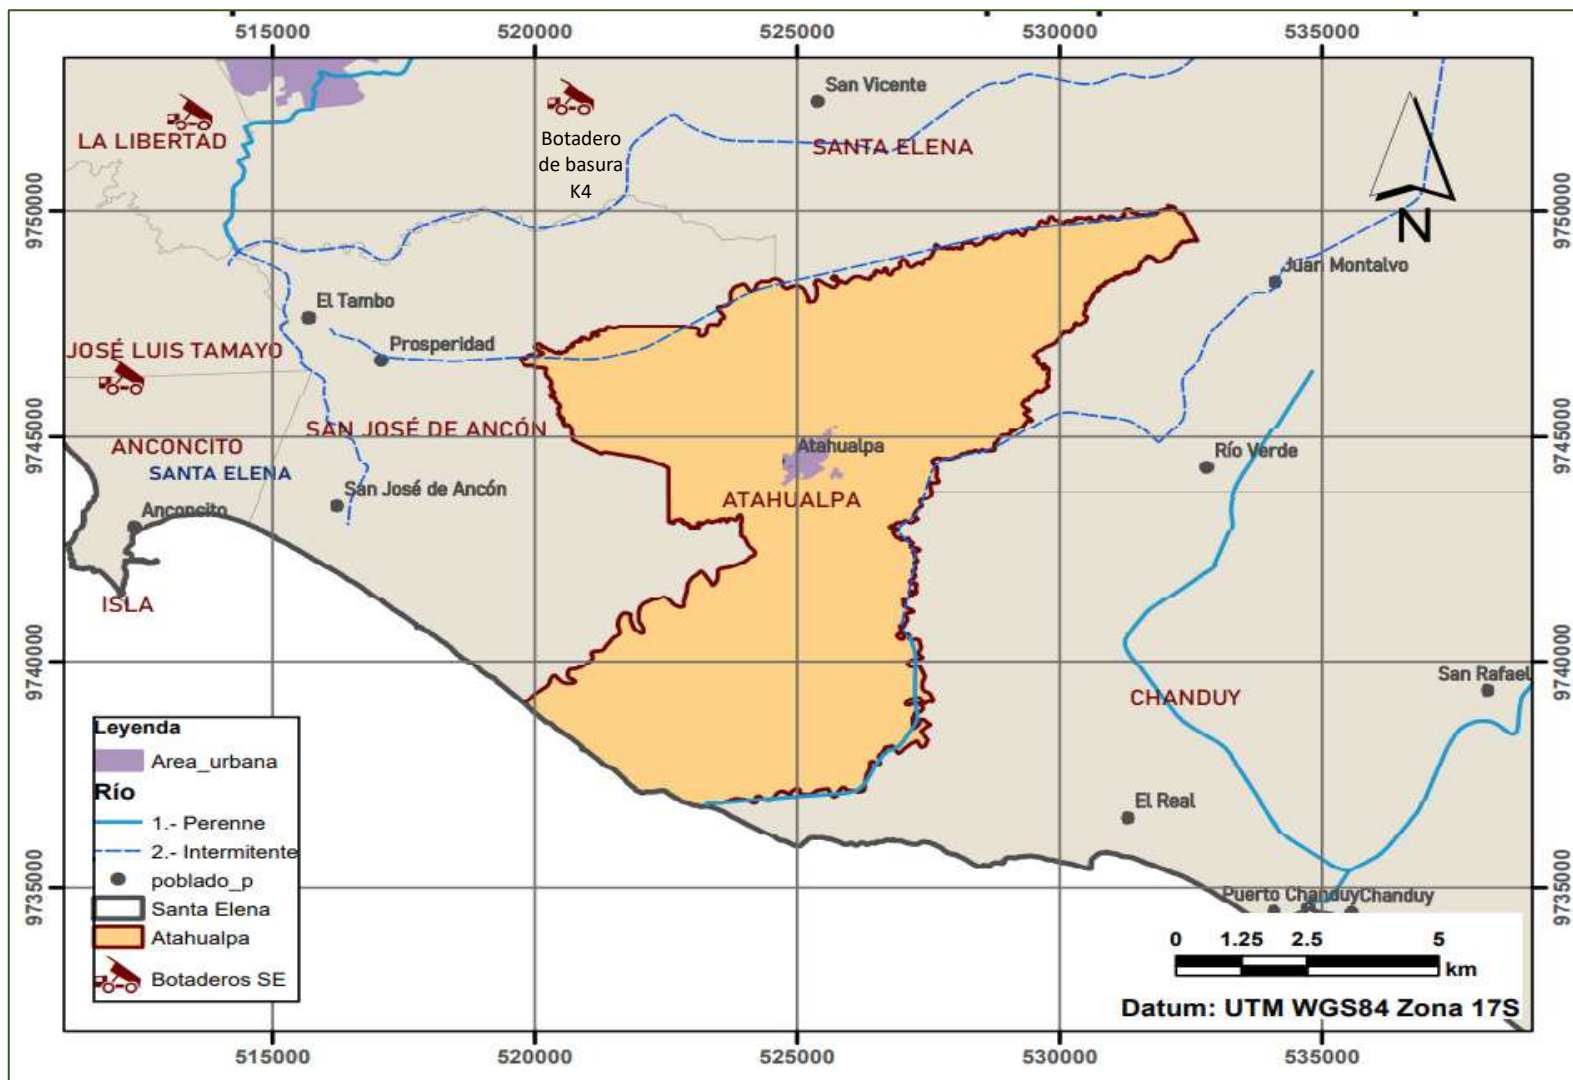 515000 520000 525000 530000 535000
San Vicente
Botadero
de basura
K4
LA LIBERTAD
SANTA ELENA
9750000 9750000
N
Juan Montalvo
El Tambo
Prosperidad
JOSÉ LUIS TAMAYO
SAN JOSÉ DE ANCÓN
9745000 9745000
ANCONCITO
Atahualpa
Río Verde
SANTA ELENA
San José de Ancón
ATAHUALPA
Anconcito
ISLA
9740000 9740000
San Rafael
CHANDUY
Leyenda
Area_urbana
Río
1.- Perenne
2.- Intermitente
poblado_p
Santa Elena
Atahualpa
Botaderos SE
El Real
9735000 9735000
Puerto Chanduy Chanduy
0 1.25 2.5 5
km
Datum: UTM WGS84 Zona 17S
515000 520000 525000 530000 535000